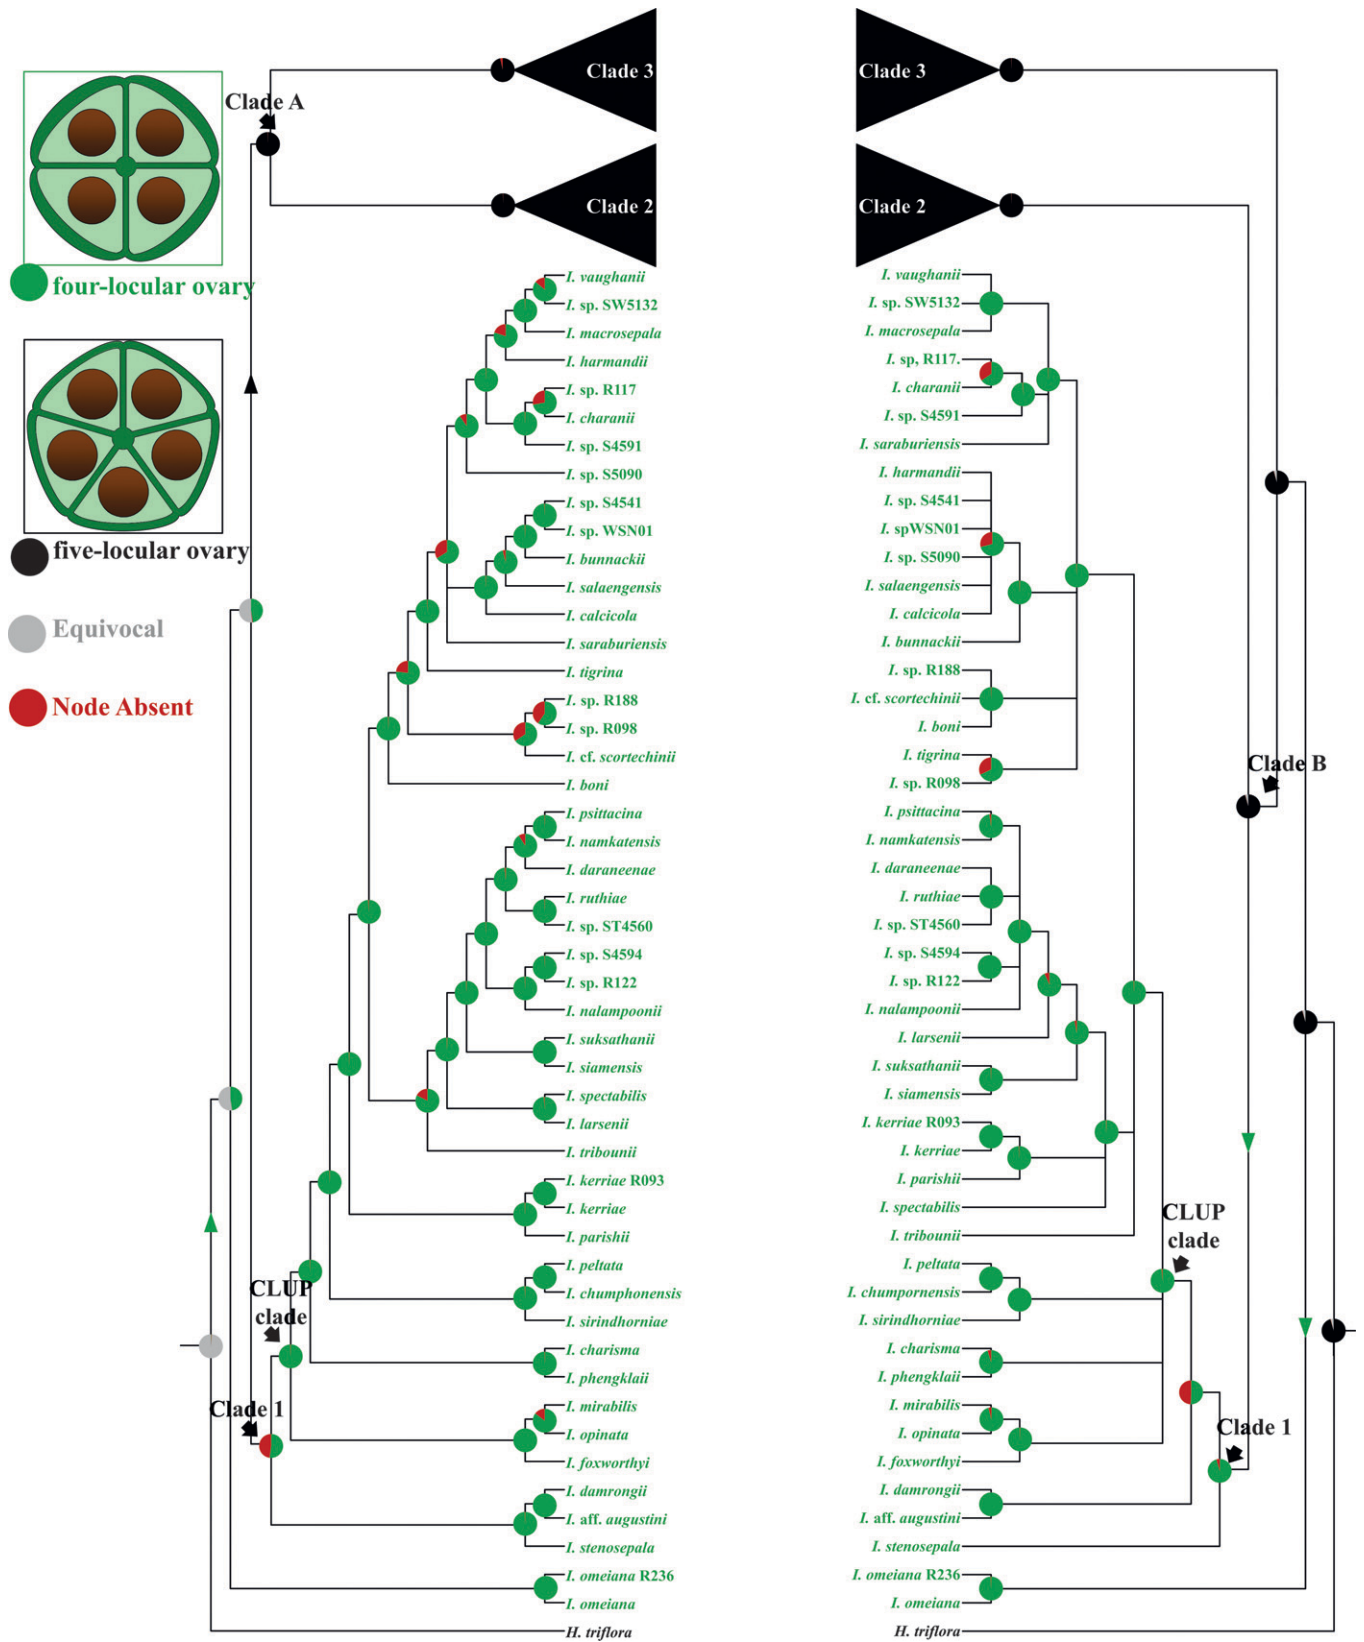 Clade A
four-locular ovary
five-locular ovary
Equivocal
Node Absent
CLUP
clade
Clade 1
Clade 3
Clade 2
I. vaughanii
I. sp. SW5132
I. macrosepala
I. harmandii
I. sp. R117
I. charanii
I. sp. S4591
I. sp. S5090
I. sp. S4541
I. sp. WSN01
I. bunnackii
I. salaengensis
I. calcicola
I. saraburiensis
I. tigrina
I. sp. R188
I. sp. R098
I. cf. scortechinii
I. boni
I. psittacina
I. namkatensis
I. daraneenae
I. ruthiae
I. sp. ST4560
I. sp. S4594
I. sp. R122
I. nalampoonii
I. suksathanii
I. siamensis
I. spectabilis
I. larsenii
I. tribounii
I. kerriae R093
I. kerriae
I. parishii
I. peltata
I. chumphonensis
I. sirindhorniae
I. charisma
I. phengklaii
I. mirabilis
I. opinata
I. foxworthyi
I. damrongii
I. aff. augustini
I. stenosepala
I. omeiana R236
I. omeiana
H. triflora
Clade 3
Clade 2
I. vaughanii
I. sp. SW5132
I. macrosepala
I. sp, R117.
I. charanii
I. sp. S4591
I. saraburiensis
I. harmandii
I. sp. S4541
I. spWSN01
I. sp. S5090
I. salaengensis
I. calcicola
I. bunnackii
I. sp. R188
I. cf. scortechinii
I. boni
I. tigrina
I. sp. R098
I. psittacina
I. namkatensis
I. daraneenae
I. ruthiae
I. sp. ST4560
I. sp. S4594
I. sp. R122
I. nalampoonii
I. larsenii
I. suksathanii
I. siamensis
I. kerriae R093
I. kerriae
I. parishii
I. spectabilis
I. tribounii
I. peltata
I. chumpornensis
I. sirindhorniae
I. charisma
I. phengklaii
I. mirabilis
I. opinata
I. foxworthyi
I. damrongii
I. aff. augustini
I. stenosepala
I. omeiana R236
I. omeiana
H. triflora
Clade B
CLUP
clade
Clade 1